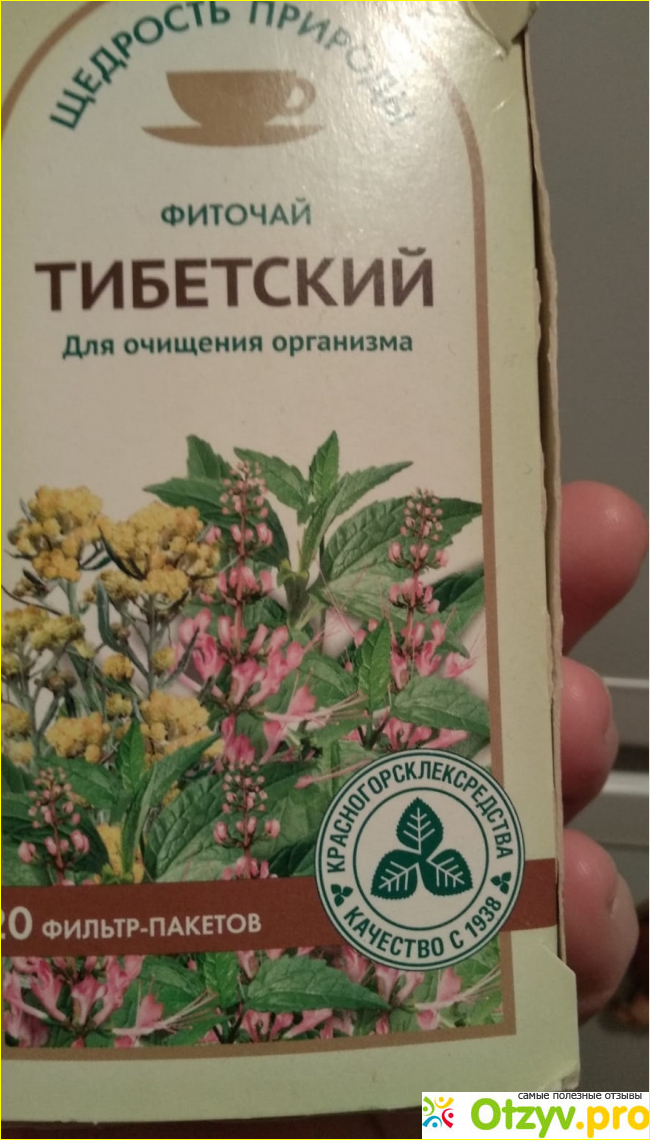 ЩЕДРОСТЬ ПРИРОДЫ
ФИТОЧАЙ
ТИБЕТСКИЙ
Для очищения организма
20 ФИЛЬТР-ПАКЕТОВ
КРАСНОГОРСКЛЕКСРЕДСТВА
КАЧЕСТВО С 1938
самые полезные отзывы
Otzyv.pro